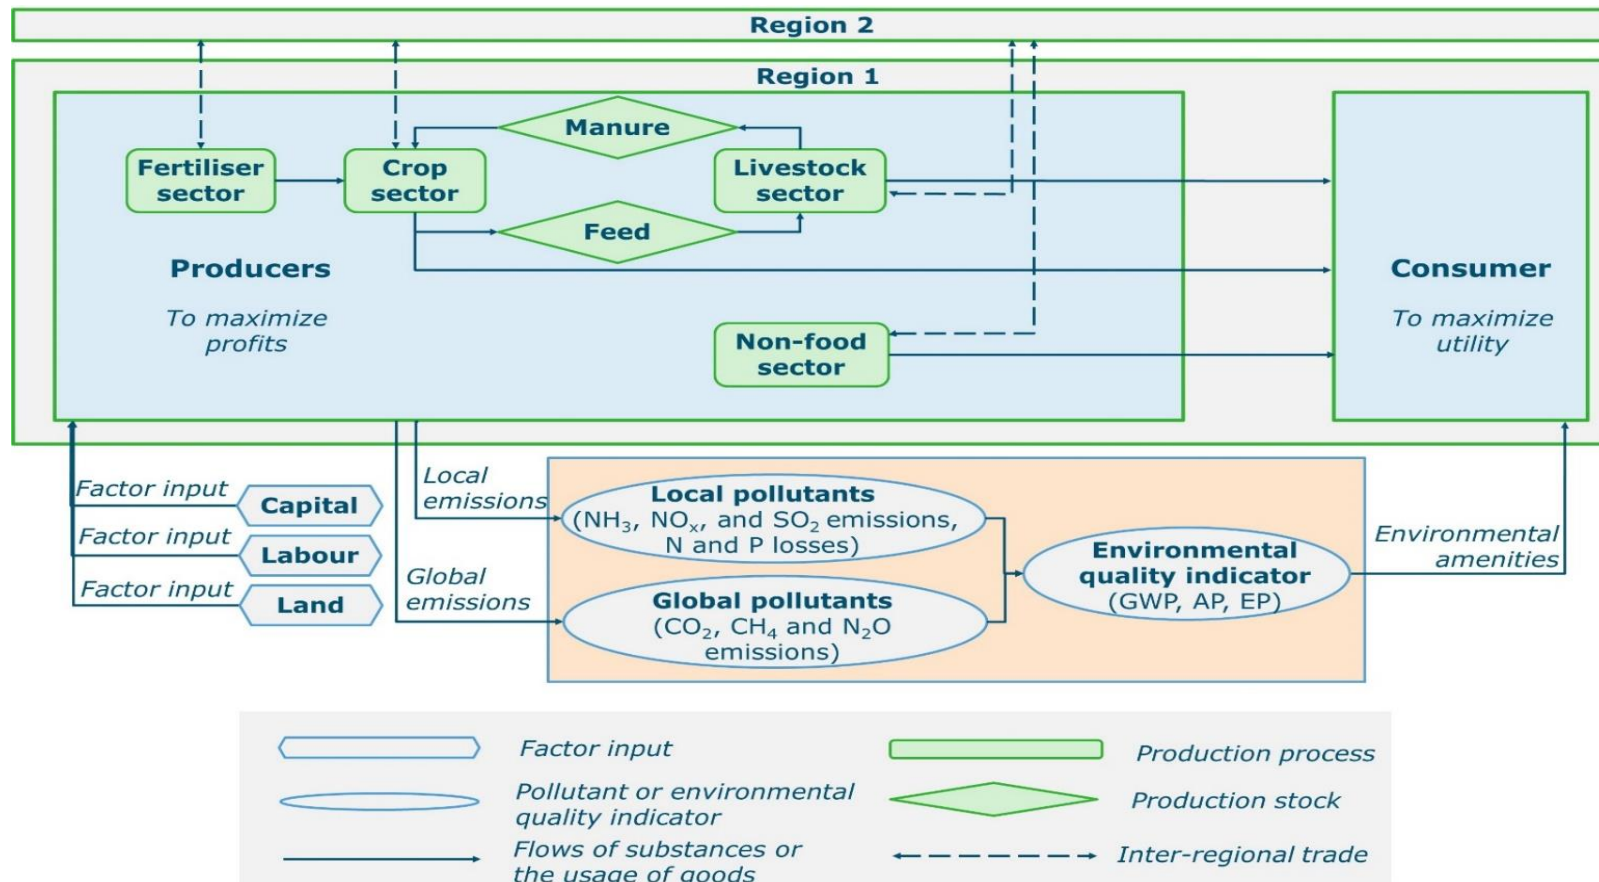 Region 2
Region 1
Manure
Fertiliser
sector
Crop
sector
Livestock
sector
Feed
Producers
To maximize
profits
Consumer
To maximize
utility
Non-food
sector
Factor input
Capital
Factor input
Labour
Factor input
Land
Local
emissions
Global
emissions
Local pollutants
(NH₃, NOₓ, and SO₂ emissions,
N and P losses)
Global pollutants
(CO₂, CH₄ and N₂O
emissions)
Environmental
quality indicator
(GWP, AP, EP)
Environmental
amenities
Factor input
Production process
Pollutant or environmental
quality indicator
Production stock
Flows of substances or
the usage of goods
Inter-regional trade